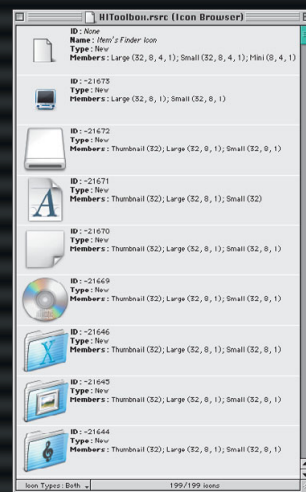 HIToolbox.rsrc (Icon Browser)
ID: None
Name: Item's Finder Icon
Type: New
Members: Large (32, 8, 4, 1); Small (32, 8, 4, 1); Mini (8, 4, 1)
ID: -21673
Type: New
Members: Large (32, 8, 1); Small (32, 8, 1)
ID: -21672
Type: New
Members: Thumbnail (32); Large (32, 8, 1); Small (32, 8, 1)
ID: -21671
Type: New
Members: Thumbnail (32); Large (32, 8, 1); Small (32)
ID: -21670
Type: New
Members: Thumbnail (32); Large (32, 8, 1); Small (32, 8, 1)
ID: -21669
Type: New
Members: Thumbnail (32); Large (32, 8, 1); Small (32, 8, 1)
ID: -21646
Type: New
Members: Thumbnail (32); Large (32, 8, 1); Small (32, 8, 1)
ID: -21645
Type: New
Members: Thumbnail (32); Large (32, 8, 1); Small (32, 8, 1)
ID: -21644
Type: New
Members: Thumbnail (32); Large (32, 8, 1); Small (32, 8, 1)
Icon Types: Both 199/199 icons